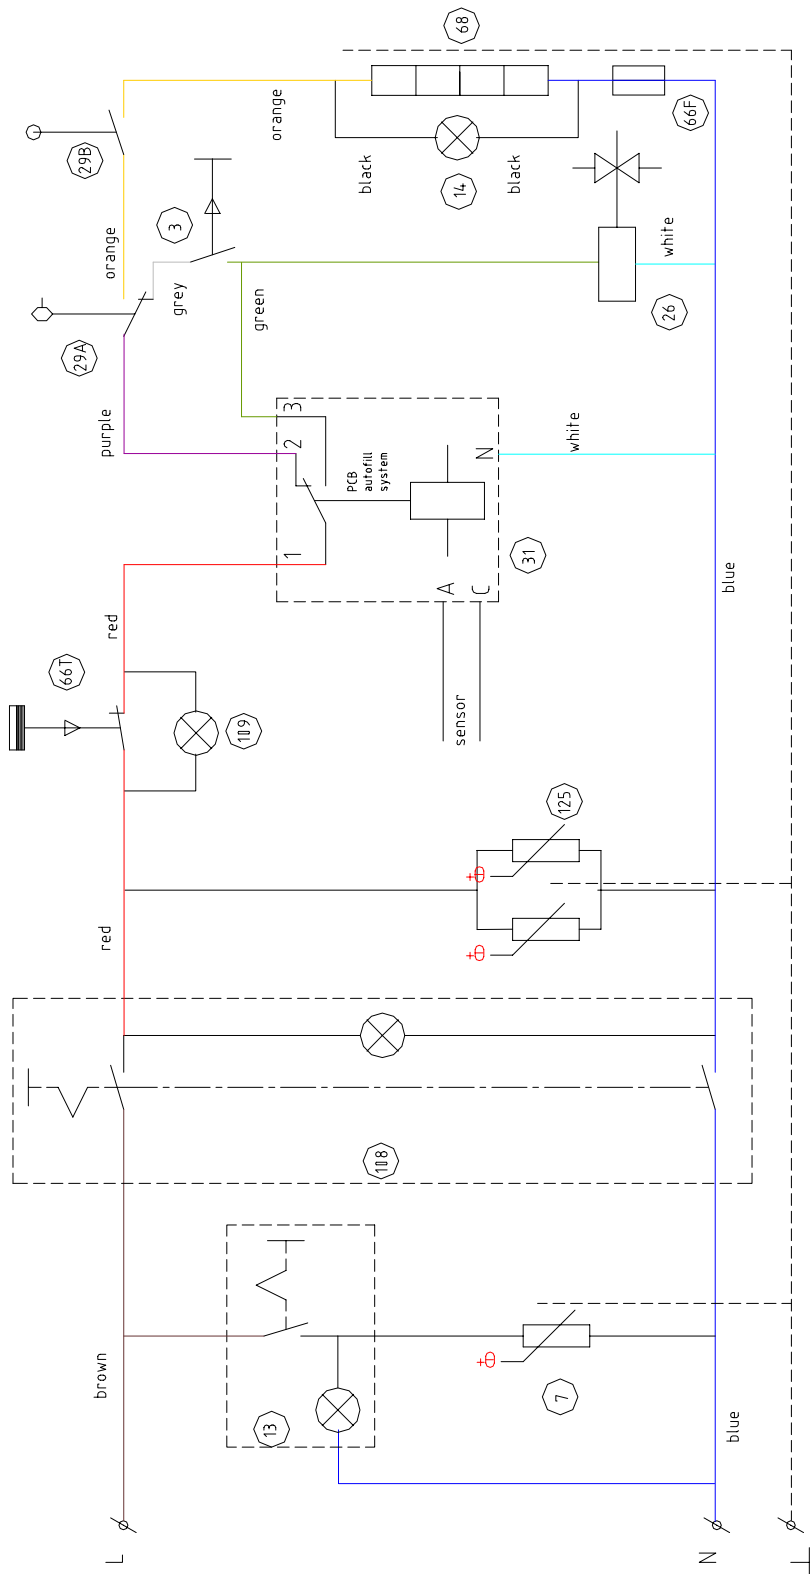 68
66F
29B
orange
black
14
black
3
orange
grey
white
26
29A
green
purple
3
2
1
PCB
autofill
system
N
white
31
A
C
blue
red
66T
109
sensor
125
+θ
+θ
red
108
brown
13
+θ
7
blue
L
N